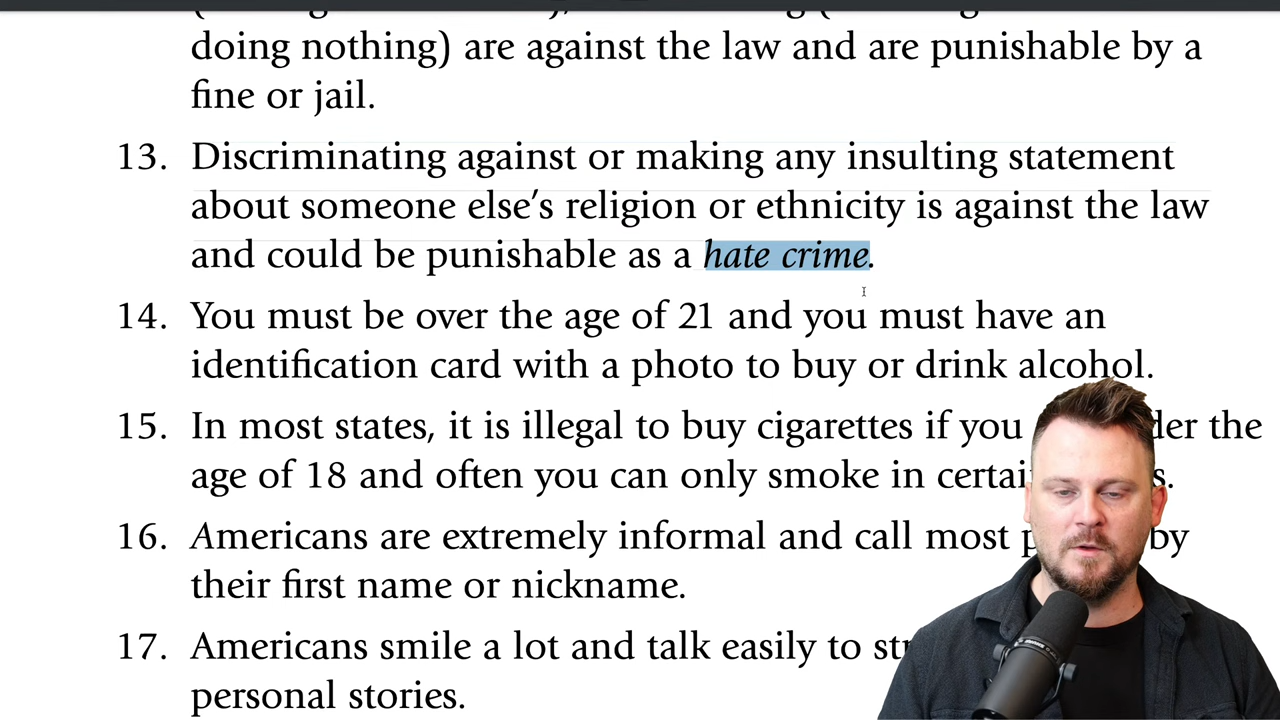 doing nothing) are against the law and are punishable by a
fine or jail.
13. Discriminating against or making any insulting statement
about someone else’s religion or ethnicity is against the law
and could be punishable as a hate crime.
14. You must be over the age of 21 and you must have an
identification card with a photo to buy or drink alcohol.
15. In most states, it is illegal to buy cigarettes if you the
age of 18 and often you can only smoke in
16. Americans are extremely informal and call most by
their first name or nickname.
17. Americans smile a lot and talk easily to
personal stories.